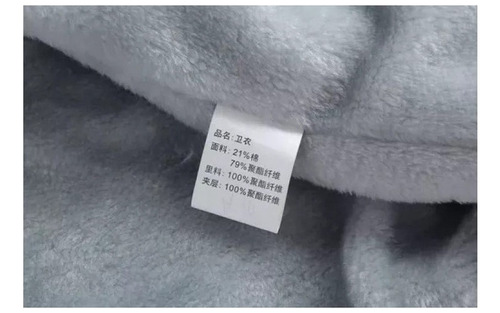 品名: 卫衣
面料: 21%棉
79%聚酯纤维
里料: 100%聚酯纤维
夹层: 100%聚酯纤维